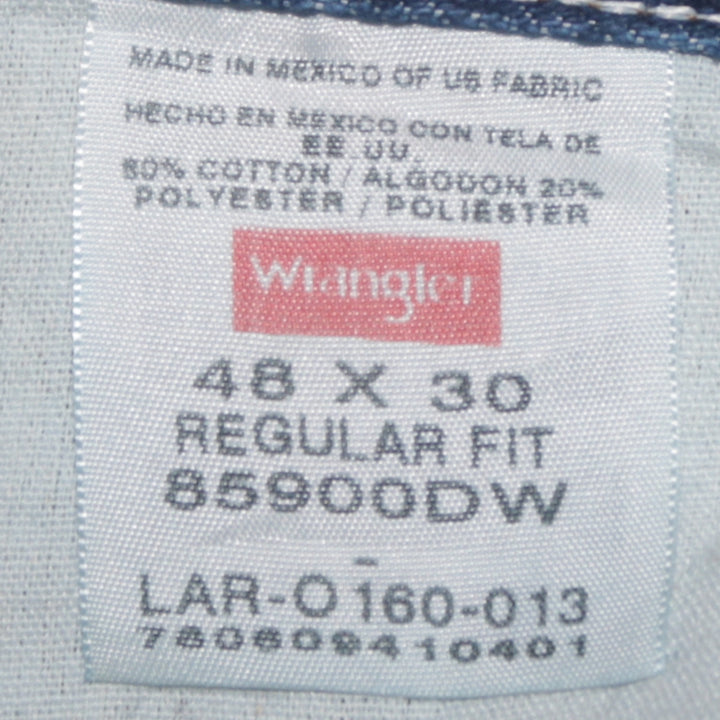 MADE IN MEXICO OF US FABRIC
HECHO EN MEXICO CON TELA DE
EE.UU.
80% COTTON / ALGODON 20%
POLYESTER / POLIESTER
Wrangler
48 X 30
REGULAR FIT
85900DW
-
LAR-O160-013
780609410401